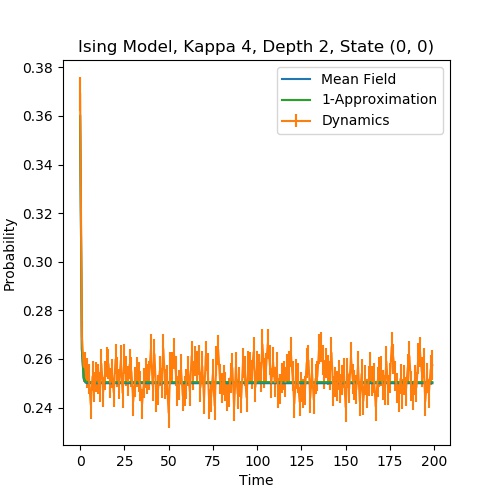 Ising Model, Kappa 4, Depth 2, State (0, 0)
Mean Field
1-Approximation
Dynamics
Probability
0.38
0.36
0.34
0.32
0.30
0.28
0.26
0.24
0 25 50 75 100 125 150 175 200
Time